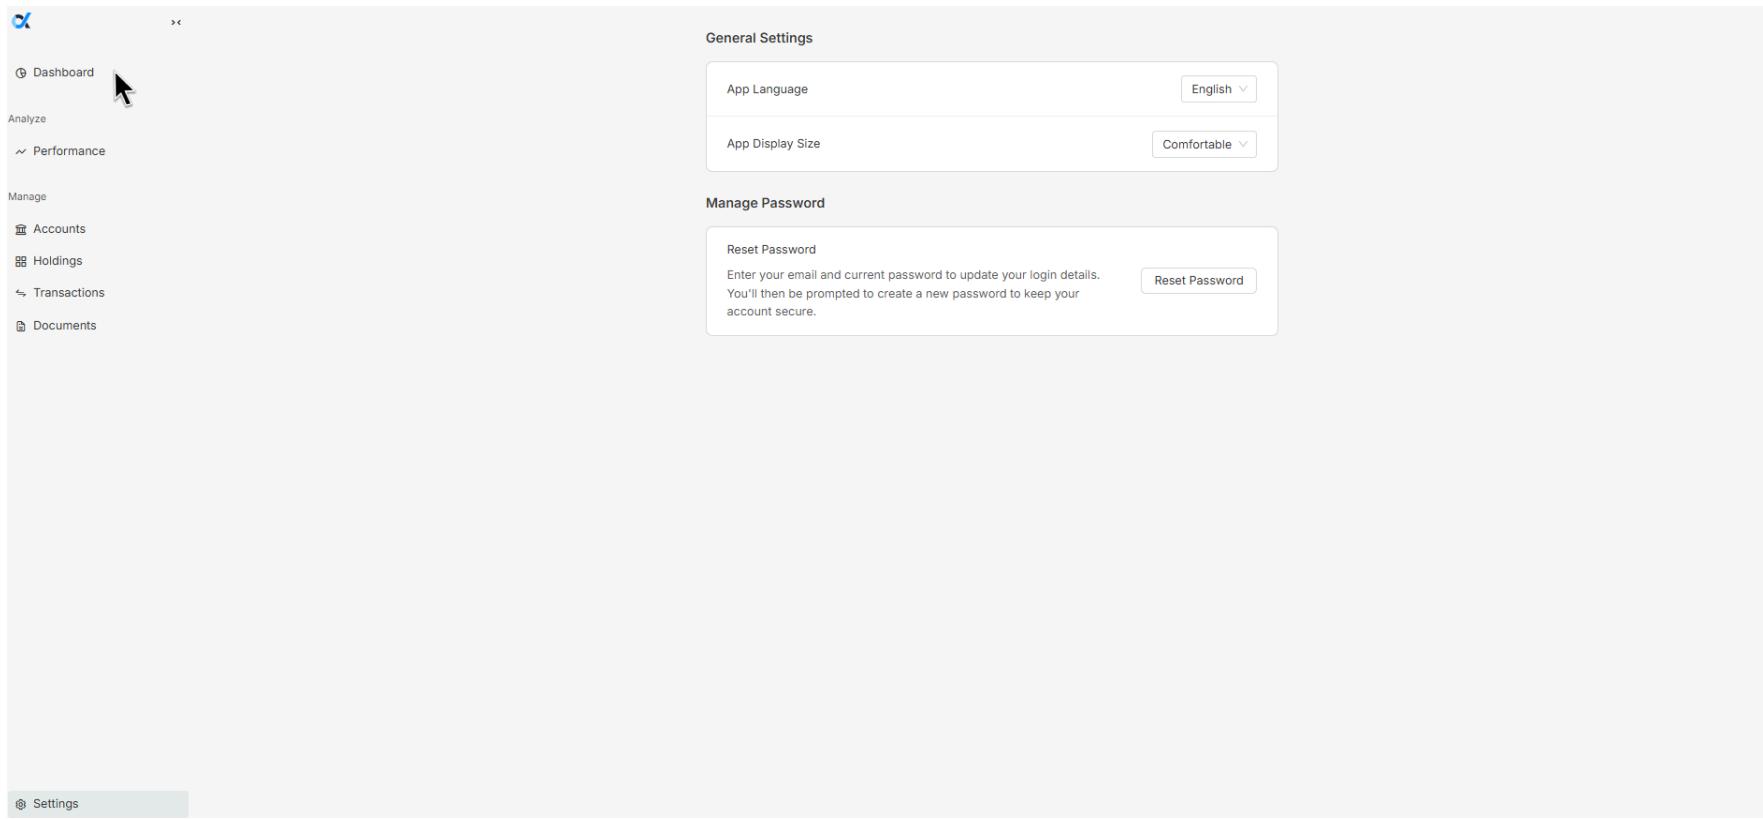 Dashboard
Analyze
Performance
Manage
Accounts
Holdings
Transactions
Documents
Settings
General Settings
App Language
English
App Display Size
Comfortable
Manage Password
Reset Password
Enter your email and current password to update your login details.
You'll then be prompted to create a new password to keep your
account secure.
Reset Password